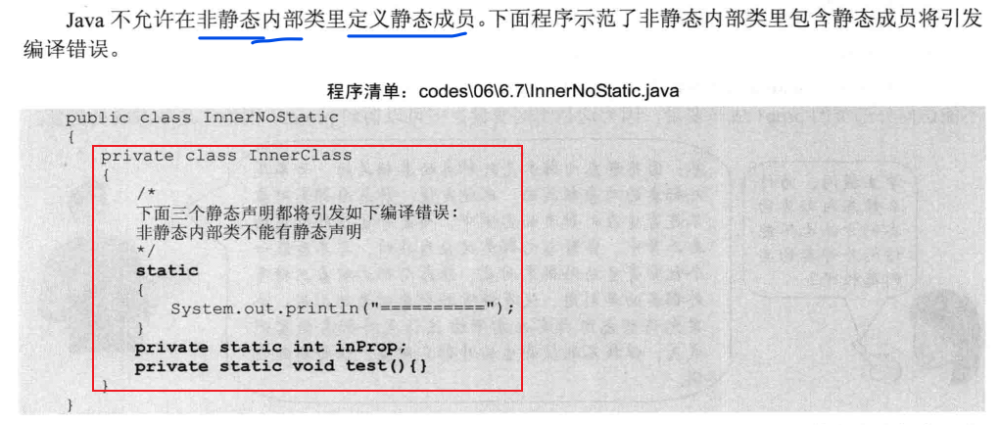 Java 不允许在非静态内部类里定义静态成员。下面程序示范了非静态内部类里包含静态成员将引发
编译错误。
程序清单：codes\06\6.7\InnerNoStatic.java
public class InnerNoStatic
{
private class InnerClass
{
/*
下面三个静态声明都将引发如下编译错误：
非静态内部类不能有静态声明
*/
static
{
System.out.println("==========");
}
private static int inProp;
private static void test(){}
}
}